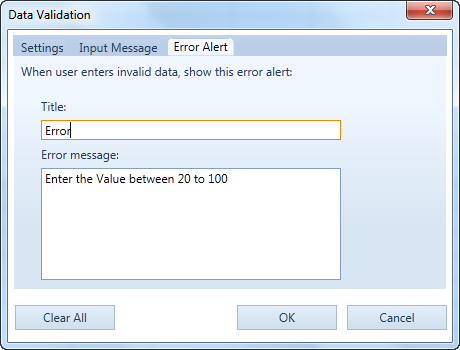 Data Validation
Settings Input Message Error Alert
When user enters invalid data, show this error alert:
Title:
Error
Error message:
Enter the Value between 20 to 100
Clear All OK Cancel